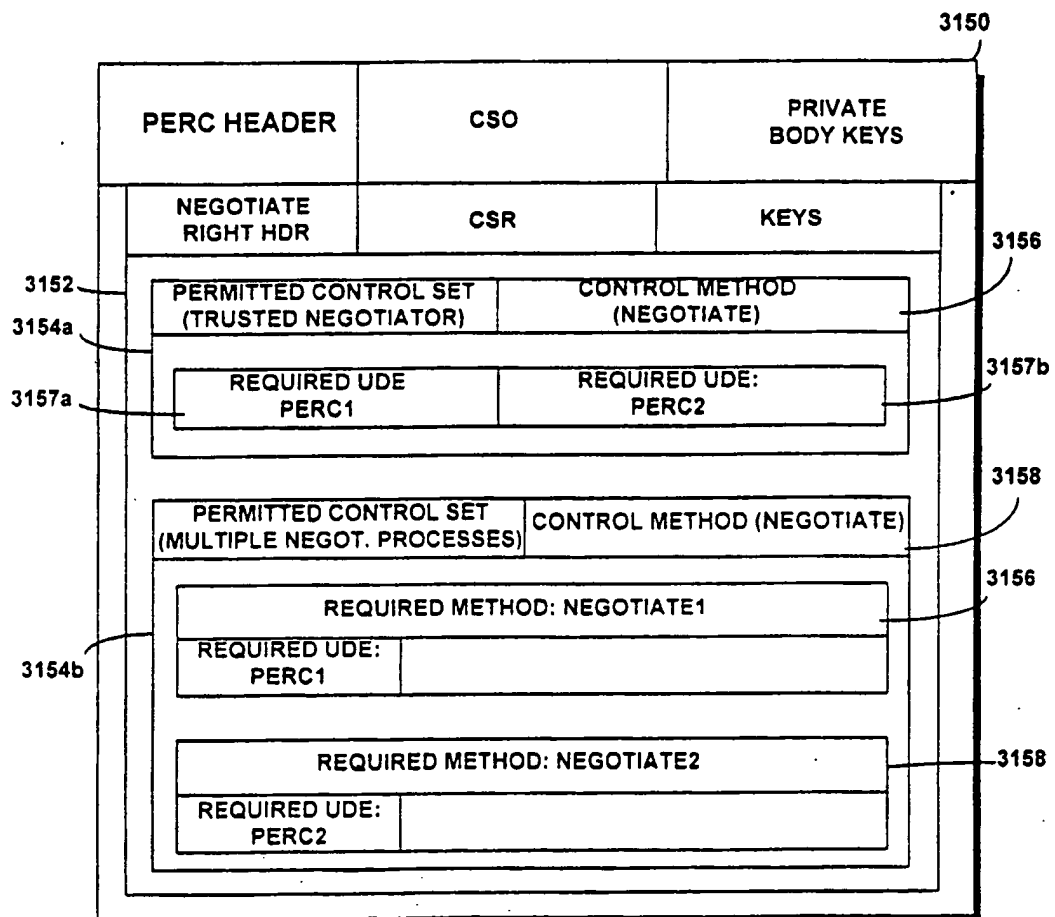 3150
PERC HEADER
CSO
PRIVATE
BODY KEYS
NEGOTIATE
RIGHT HDR
CSR
KEYS
3156
3152
PERMITTED CONTROL SET
(TRUSTED NEGOTIATOR)
CONTROL METHOD
(NEGOTIATE)
3154a
REQUIRED UDE
PERC1
REQUIRED UDE:
PERC2
3157b
3157a
3158
PERMITTED CONTROL SET
(MULTIPLE NEGOT. PROCESSES)
CONTROL METHOD (NEGOTIATE)
3156
REQUIRED METHOD: NEGOTIATE1
REQUIRED UDE:
PERC1
3154b
REQUIRED METHOD: NEGOTIATE2
3158
REQUIRED UDE:
PERC2